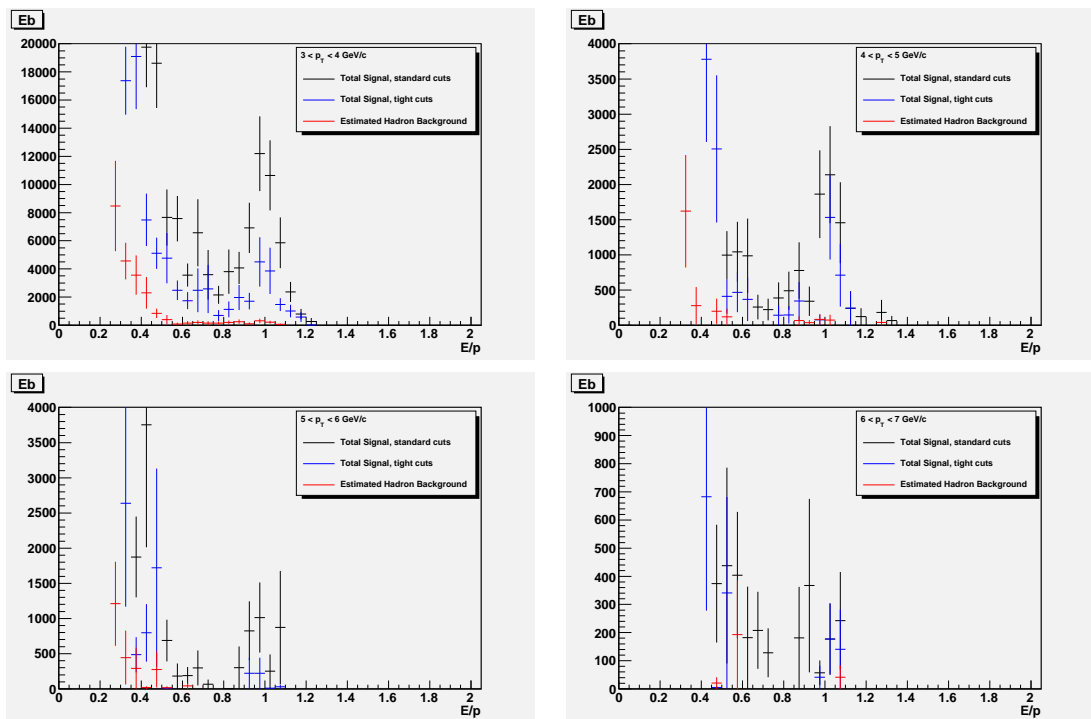 Eb
3 < p_T < 4 GeV/c
Total Signal, standard cuts
Total Signal, tight cuts
Estimated Hadron Background
20000
18000
16000
14000
12000
10000
8000
6000
4000
2000
0
0 0.2 0.4 0.6 0.8 1 1.2 1.4 1.6 1.8 2
E/p
Eb
4 < p_T < 5 GeV/c
Total Signal, standard cuts
Total Signal, tight cuts
Estimated Hadron Background
4000
3500
3000
2500
2000
1500
1000
500
0
0 0.2 0.4 0.6 0.8 1 1.2 1.4 1.6 1.8 2
E/p
Eb
5 < p_T < 6 GeV/c
Total Signal, standard cuts
Total Signal, tight cuts
Estimated Hadron Background
4000
3500
3000
2500
2000
1500
1000
500
0
0 0.2 0.4 0.6 0.8 1 1.2 1.4 1.6 1.8 2
E/p
Eb
6 < p_T < 7 GeV/c
Total Signal, standard cuts
Total Signal, tight cuts
Estimated Hadron Background
1000
900
800
700
600
500
400
300
200
100
0
0 0.2 0.4 0.6 0.8 1 1.2 1.4 1.6 1.8 2
E/p